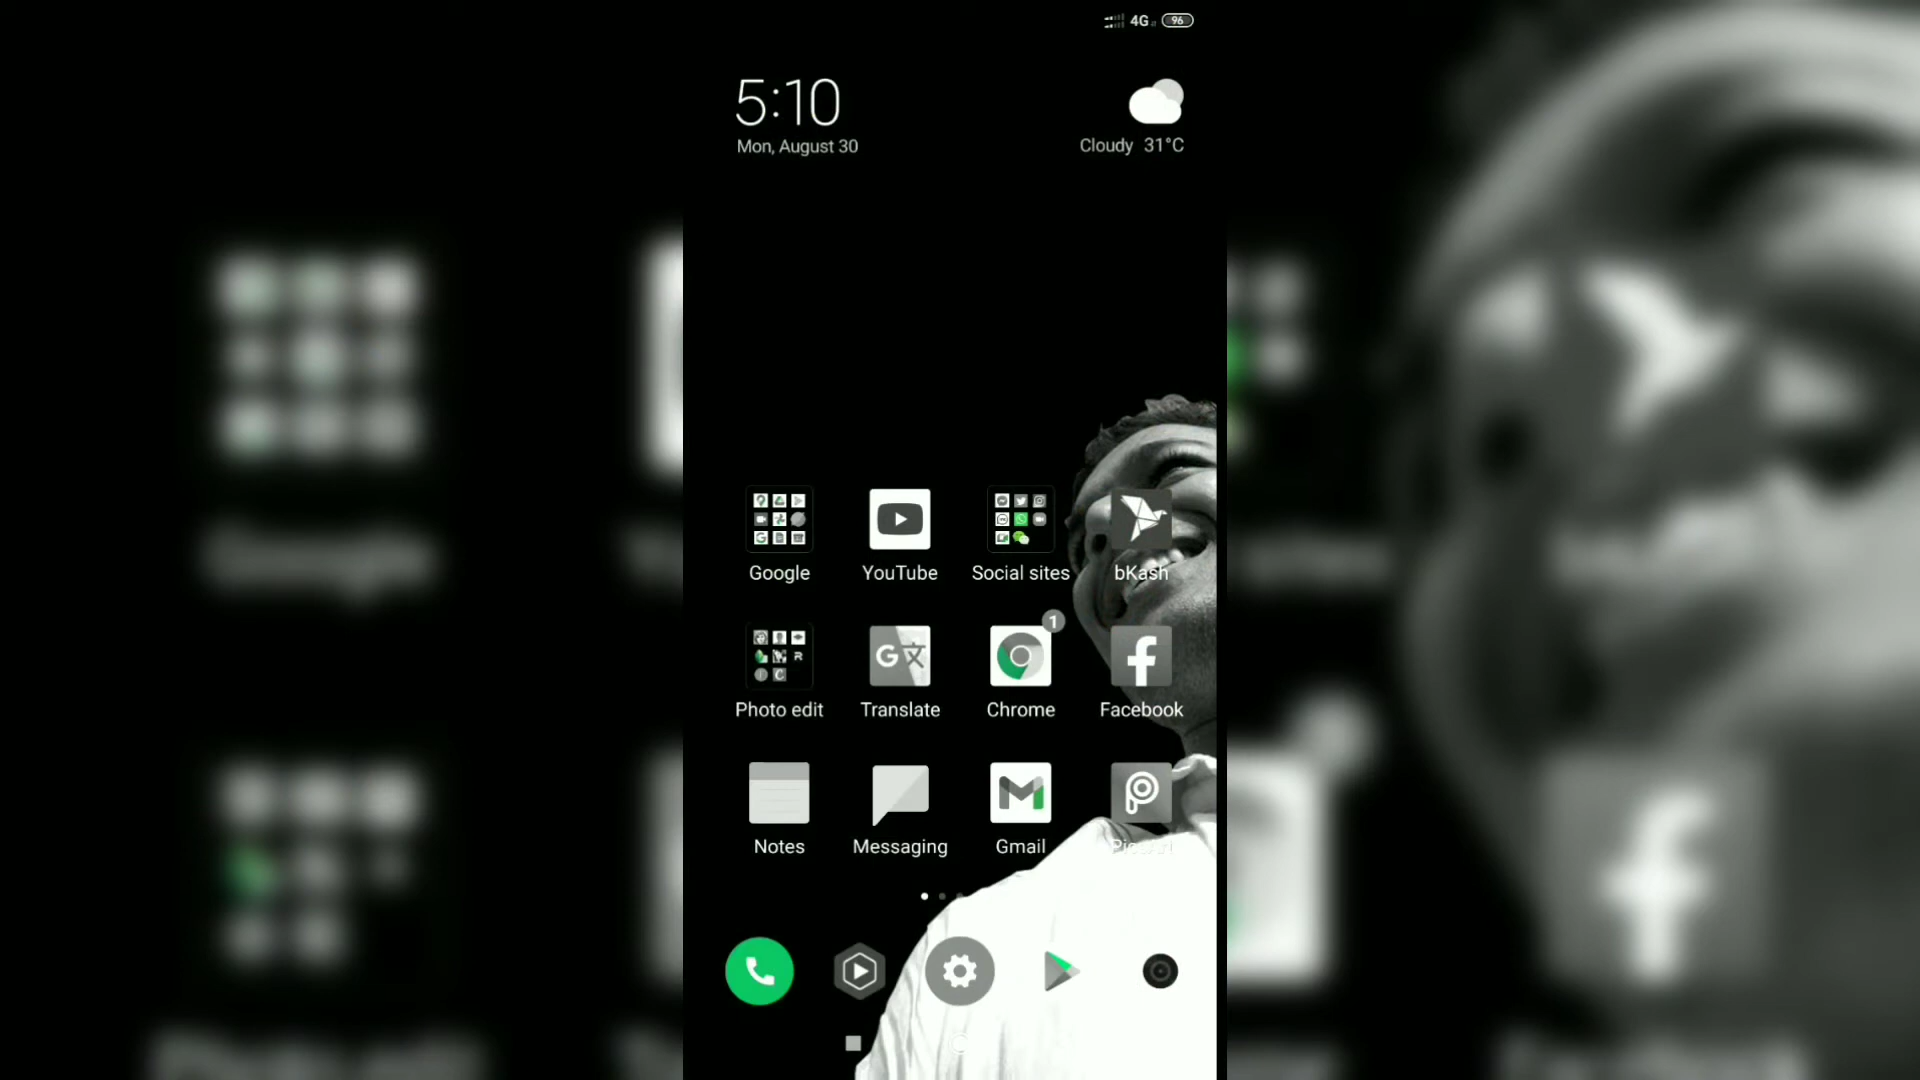 4G 96
5:10
Mon, August 30
Cloudy 31°C
Google YouTube Social sites bKash
1
Photo edit Translate Chrome Facebook
Notes Messaging Gmail PicsArt